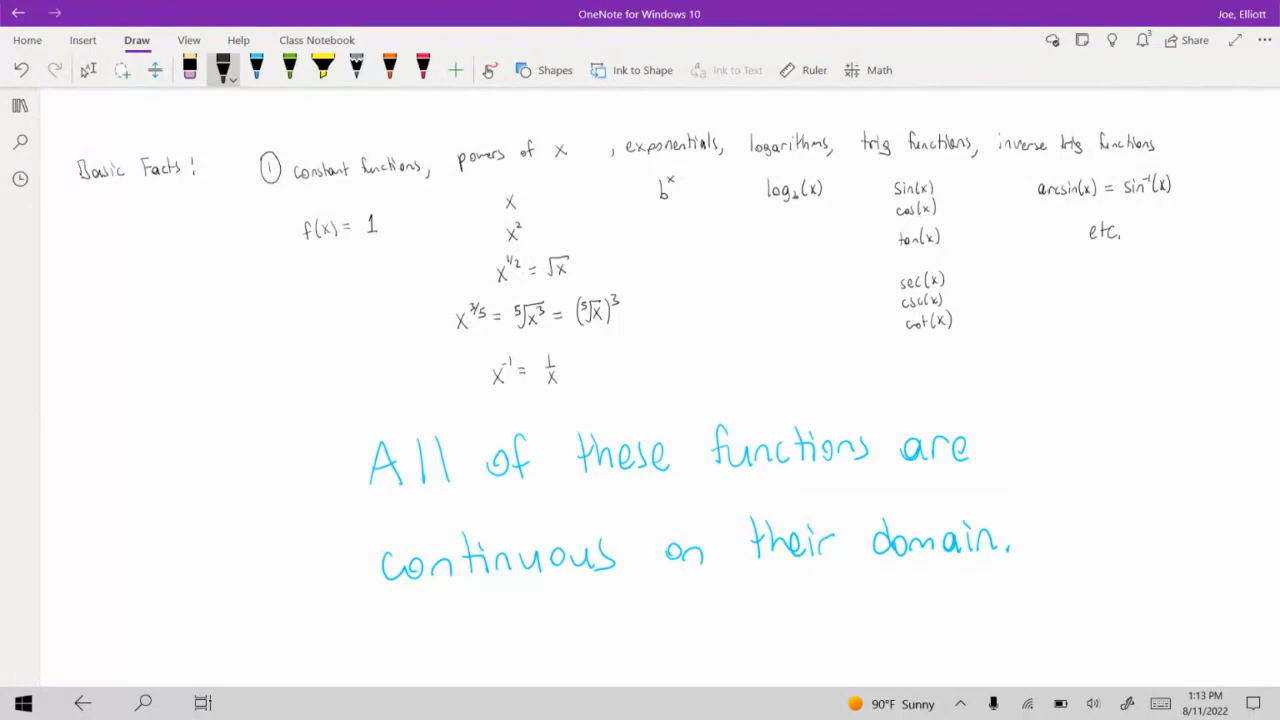 OneNote for Windows 10
Joe, Elliott
Home Insert Draw View Help Class Notebook
3 Share
Shapes Ink to Shape Ink to Text Ruler Math
Basic Facts! ① constant functions, powers of x , exponentials, logarithms, trig functions, inverse trig functions
f(x) = 1
x
x²
x^1/2 = √x
x^3/5 = ⁵√x³ = (⁵√x)³
x⁻¹ = 1/x
b^x
log_b(x)
sin(x)
cos(x)
tan(x)
sec(x)
csc(x)
cot(x)
arcsin(x) = sin⁻¹(x)
etc.
All of these functions are
continuous on their domain.
90°F Sunny
1:13 PM
8/11/2022